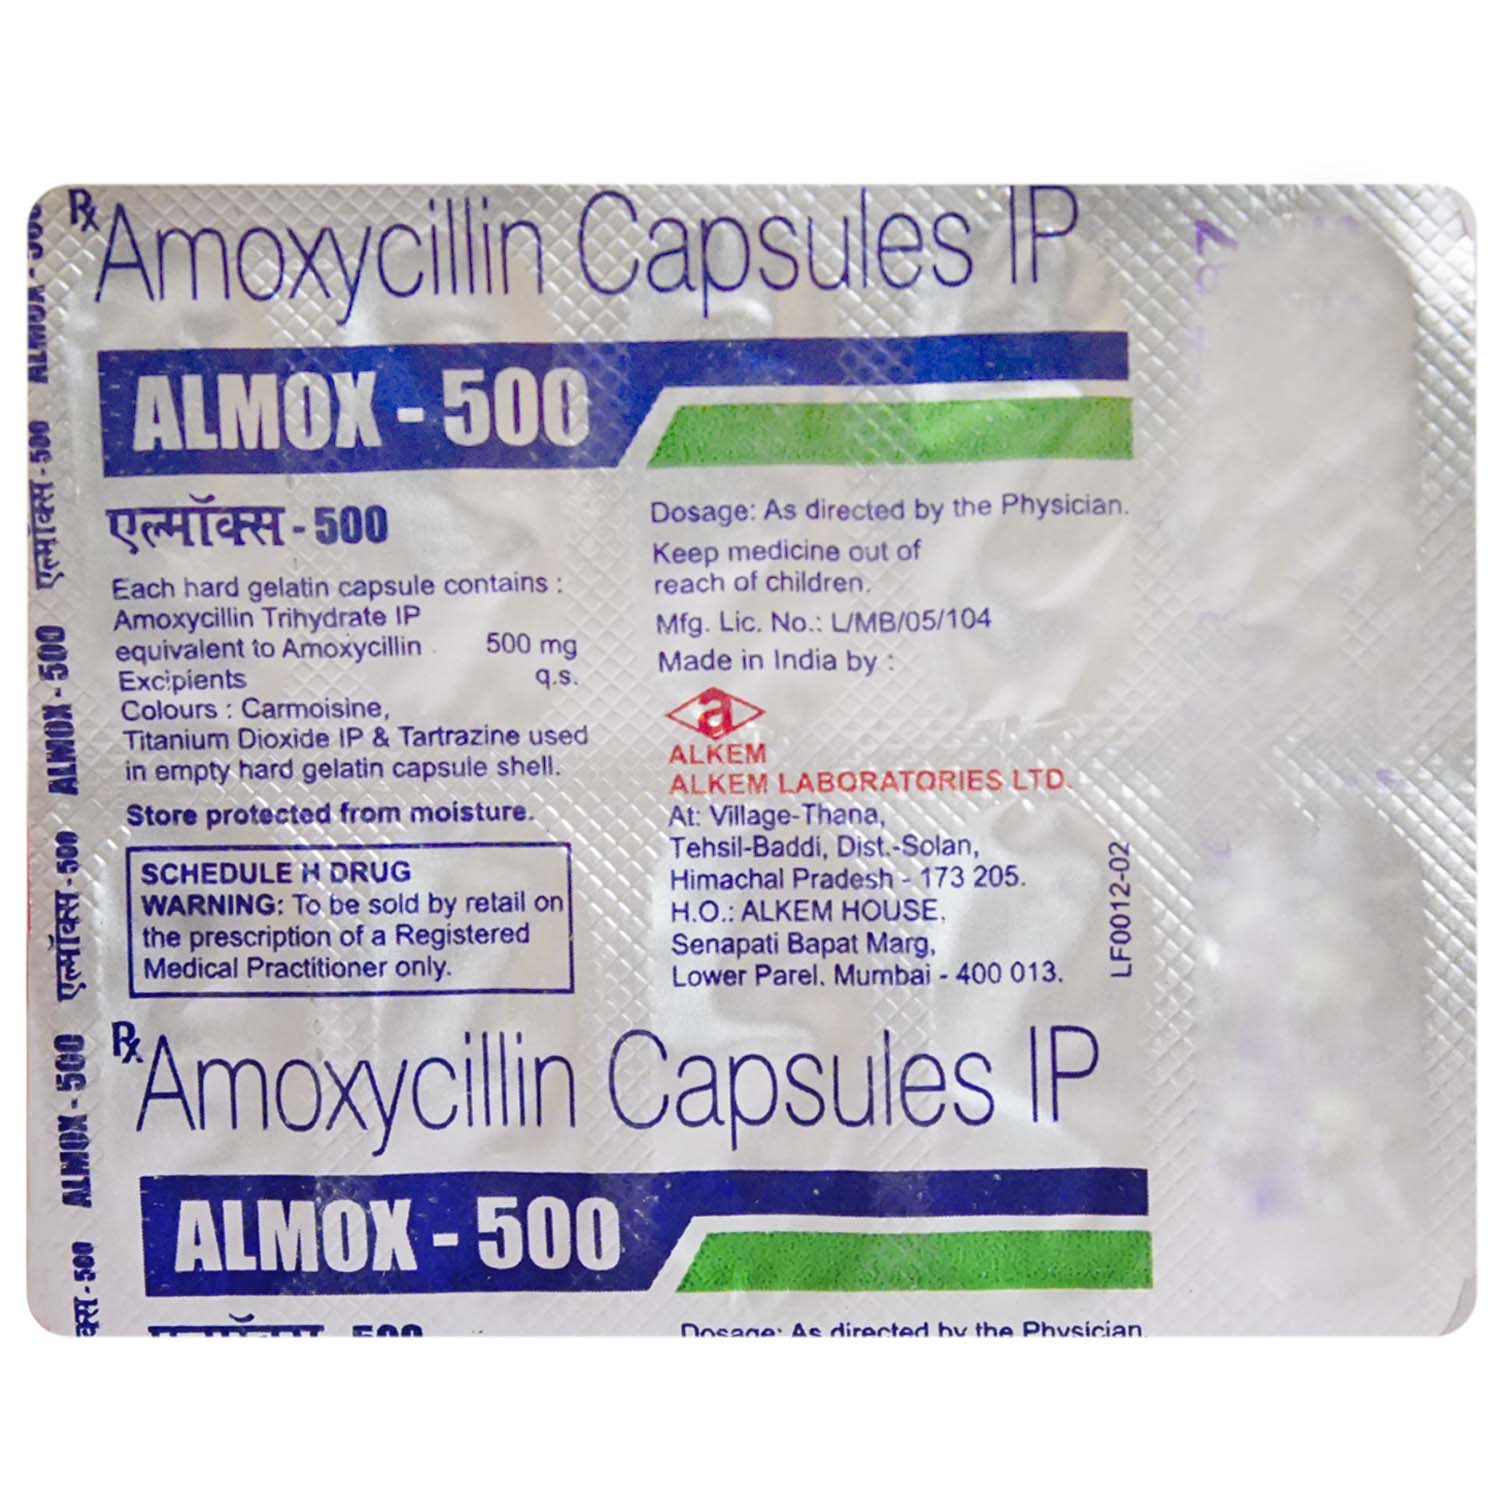 Rx Amoxycillin Capsules IP
ALMOX - 500
एल्मॉक्स - 500
Each hard gelatin capsule contains :
Amoxycillin Trihydrate IP
equivalent to Amoxycillin 500 mg
Excipients q.s.
Colours : Carmoisine,
Titanium Dioxide IP & Tartrazine used
in empty hard gelatin capsule shell.
Store protected from moisture.
SCHEDULE H DRUG
WARNING: To be sold by retail on
the prescription of a Registered
Medical Practitioner only.
Dosage: As directed by the Physician.
Keep medicine out of
reach of children.
Mfg. Lic. No.: L/MB/05/104
Made in India by :
a
ALKEM
ALKEM LABORATORIES LTD.
At: Village-Thana,
Tehsil-Baddi, Dist.-Solan,
Himachal Pradesh - 173 205.
H.O.: ALKEM HOUSE,
Senapati Bapat Marg,
Lower Parel. Mumbai - 400 013.
LF0012-02
Rx Amoxycillin Capsules IP
ALMOX - 500
Dosage: As directed by the Physician.
ALMOX - 500 एल्मॉक्स - 500 ALMOX - 500 एल्मॉक्स - 500 ALMOX - 500